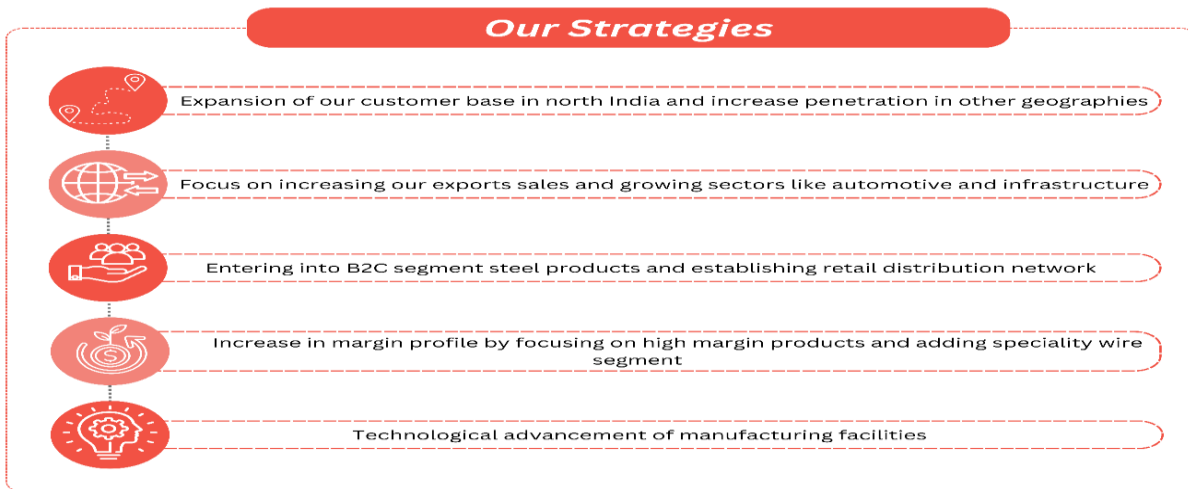 Our Strategies
Expansion of our customer base in north India and increase penetration in other geographies
Focus on increasing our exports sales and growing sectors like automotive and infrastructure
Entering into B2C segment steel products and establishing retail distribution network
Increase in margin profile by focusing on high margin products and adding speciality wire
segment
Technological advancement of manufacturing facilities